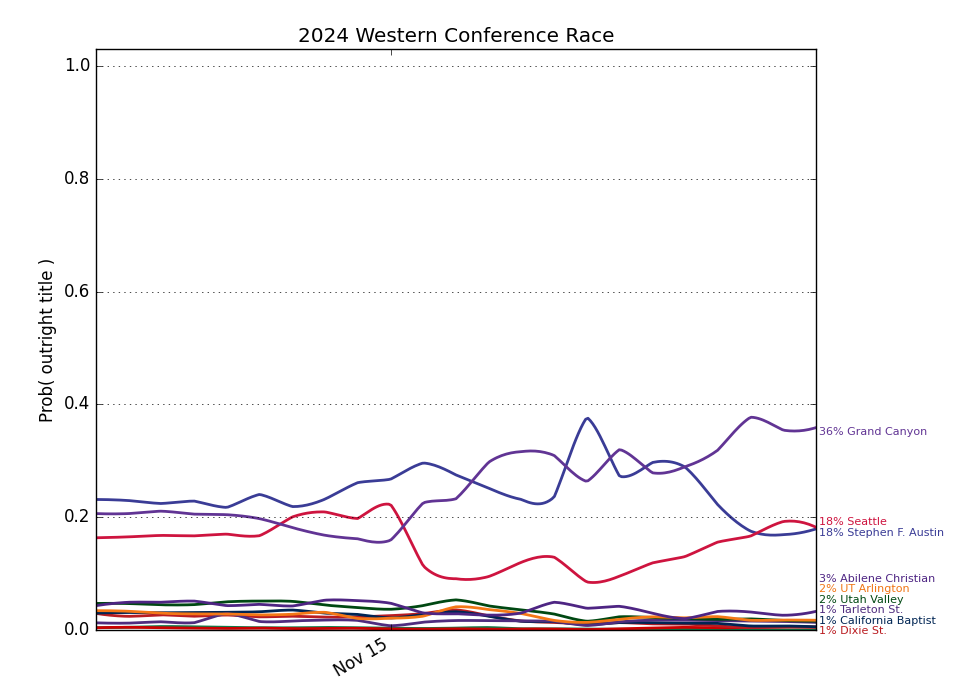 2024 Western Conference Race
1.0
0.8
0.6
0.4
0.2
0.0
Prob( outright title )
Nov 15
36% Grand Canyon
18% Seattle
18% Stephen F. Austin
3% Abilene Christian
2% UT Arlington
2% Utah Valley
1% Tarleton St.
1% California Baptist
1% Dixie St.